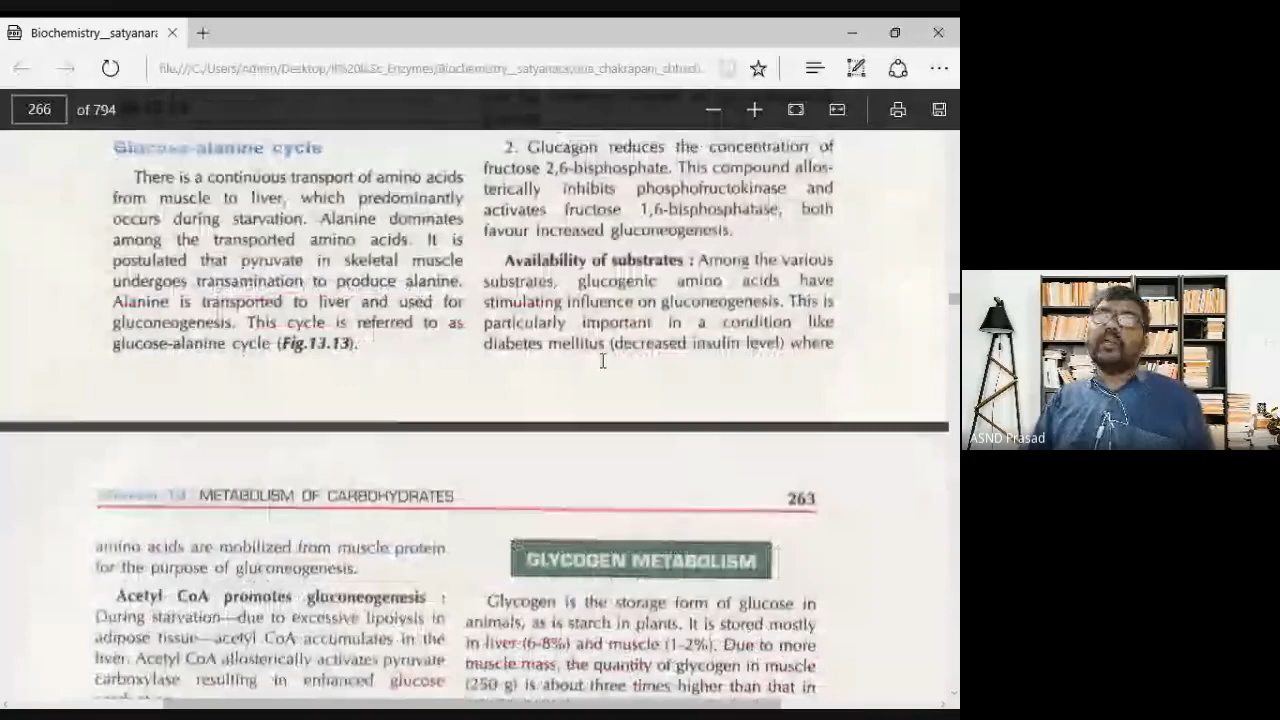 Biochemistry__satyanara
266 of 794
Glucose-alanine cycle
There is a continuous transport of amino acids
from muscle to liver, which predominantly
occurs during starvation. Alanine dominates
among the transported amino acids. It is
postulated that pyruvate in skeletal muscle
undergoes transamination to produce alanine.
Alanine is transported to liver and used for
gluconeogenesis. This cycle is referred to as
glucose-alanine cycle (Fig.13.13).
2. Glucagon reduces the concentration of
fructose 2,6-bisphosphate. This compound allos-
terically inhibits phosphofructokinase and
activates fructose 1,6-bisphosphatase, both
favour increased gluconeogenesis.
Availability of substrates : Among the various
substrates, glucogenic amino acids have
stimulating influence on gluconeogenesis. This is
particularly important in a condition like
diabetes mellitus (decreased insulin level) where
METABOLISM OF CARBOHYDRATES
263
amino acids are mobilized from muscle protein
for the purpose of gluconeogenesis.
Acetyl CoA promotes gluconeogenesis :
During starvation—due to excessive lipolysis in
adipose tissue—acetyl CoA accumulates in the
liver. Acetyl CoA allosterically activates pyruvate
carboxylase resulting in enhanced glucose
GLYCOGEN METABOLISM
Glycogen is the storage form of glucose in
animals, as is starch in plants. It is stored mostly
in liver (6-8%) and muscle (1-2%). Due to more
muscle mass, the quantity of glycogen in muscle
(250 g) is about three times higher than that in
ASND Prasad